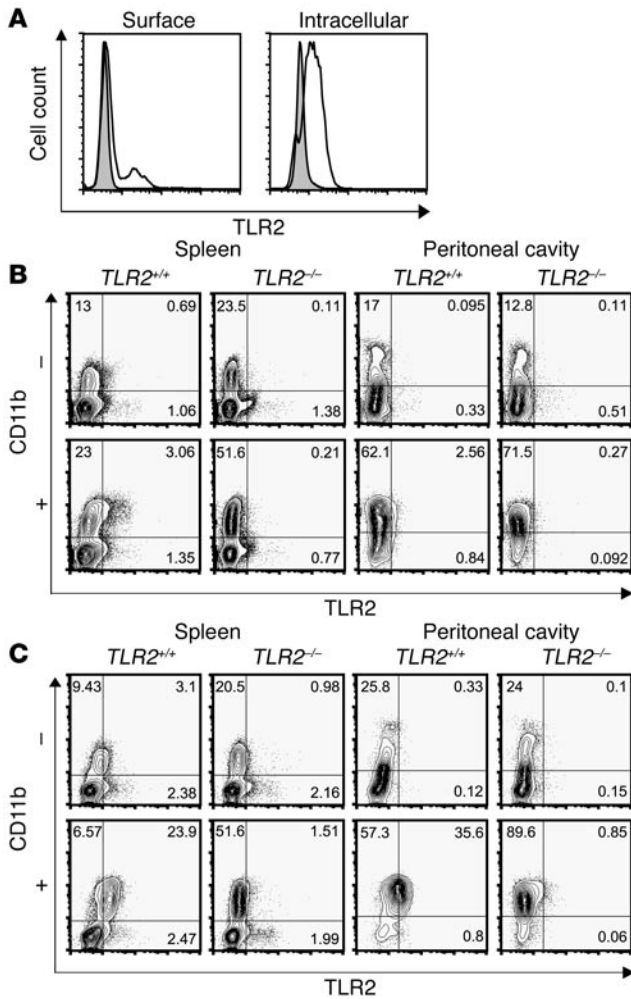 A
Surface Intracellular
Cell count
TLR2
Spleen Peritoneal cavity
B TLR2+/+ TLR2–/– TLR2+/+ TLR2–/–
13 0.69 23.5 0.11 17 0.095 12.8 0.11
–
1.06 1.38 0.33 0.51
CD11b
23 3.06 51.6 0.21 62.1 2.56 71.5 0.27
+
1.35 0.77 0.84 0.092
TLR2
Spleen Peritoneal cavity
C TLR2+/+ TLR2–/– TLR2+/+ TLR2–/–
9.43 3.1 20.5 0.98 25.8 0.33 24 0.1
–
2.38 2.16 0.12 0.15
CD11b
6.57 23.9 51.6 1.51 57.3 35.6 89.6 0.85
+
2.47 1.99 0.8 0.06
TLR2